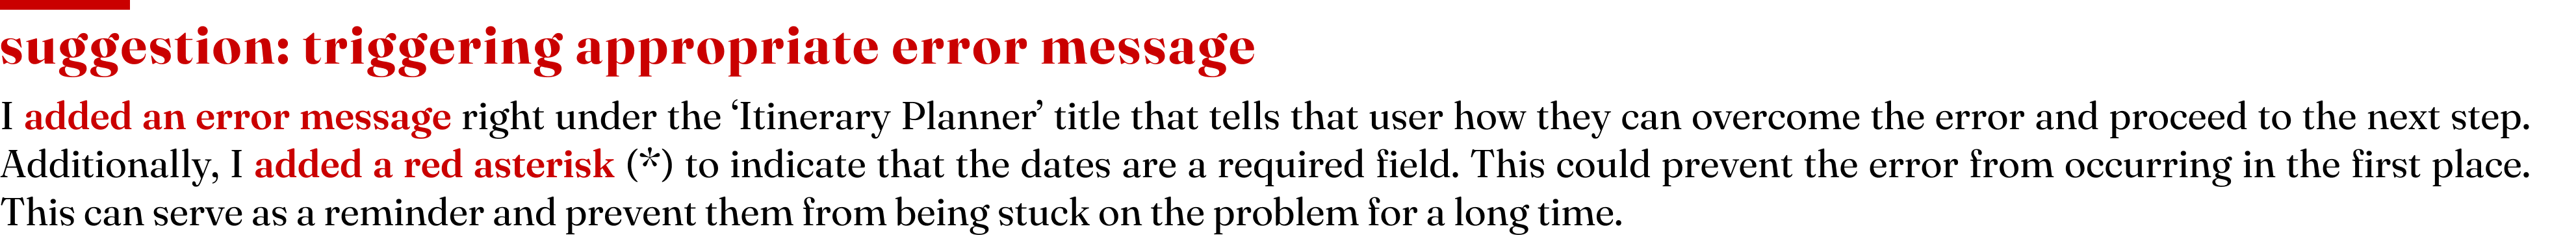 suggestion: triggering appropriate error message
I added an error message right under the ‘Itinerary Planner’ title that tells that user how they can overcome the error and proceed to the next step.
Additionally, I added a red asterisk (*) to indicate that the dates are a required field. This could prevent the error from occurring in the first place.
This can serve as a reminder and prevent them from being stuck on the problem for a long time.